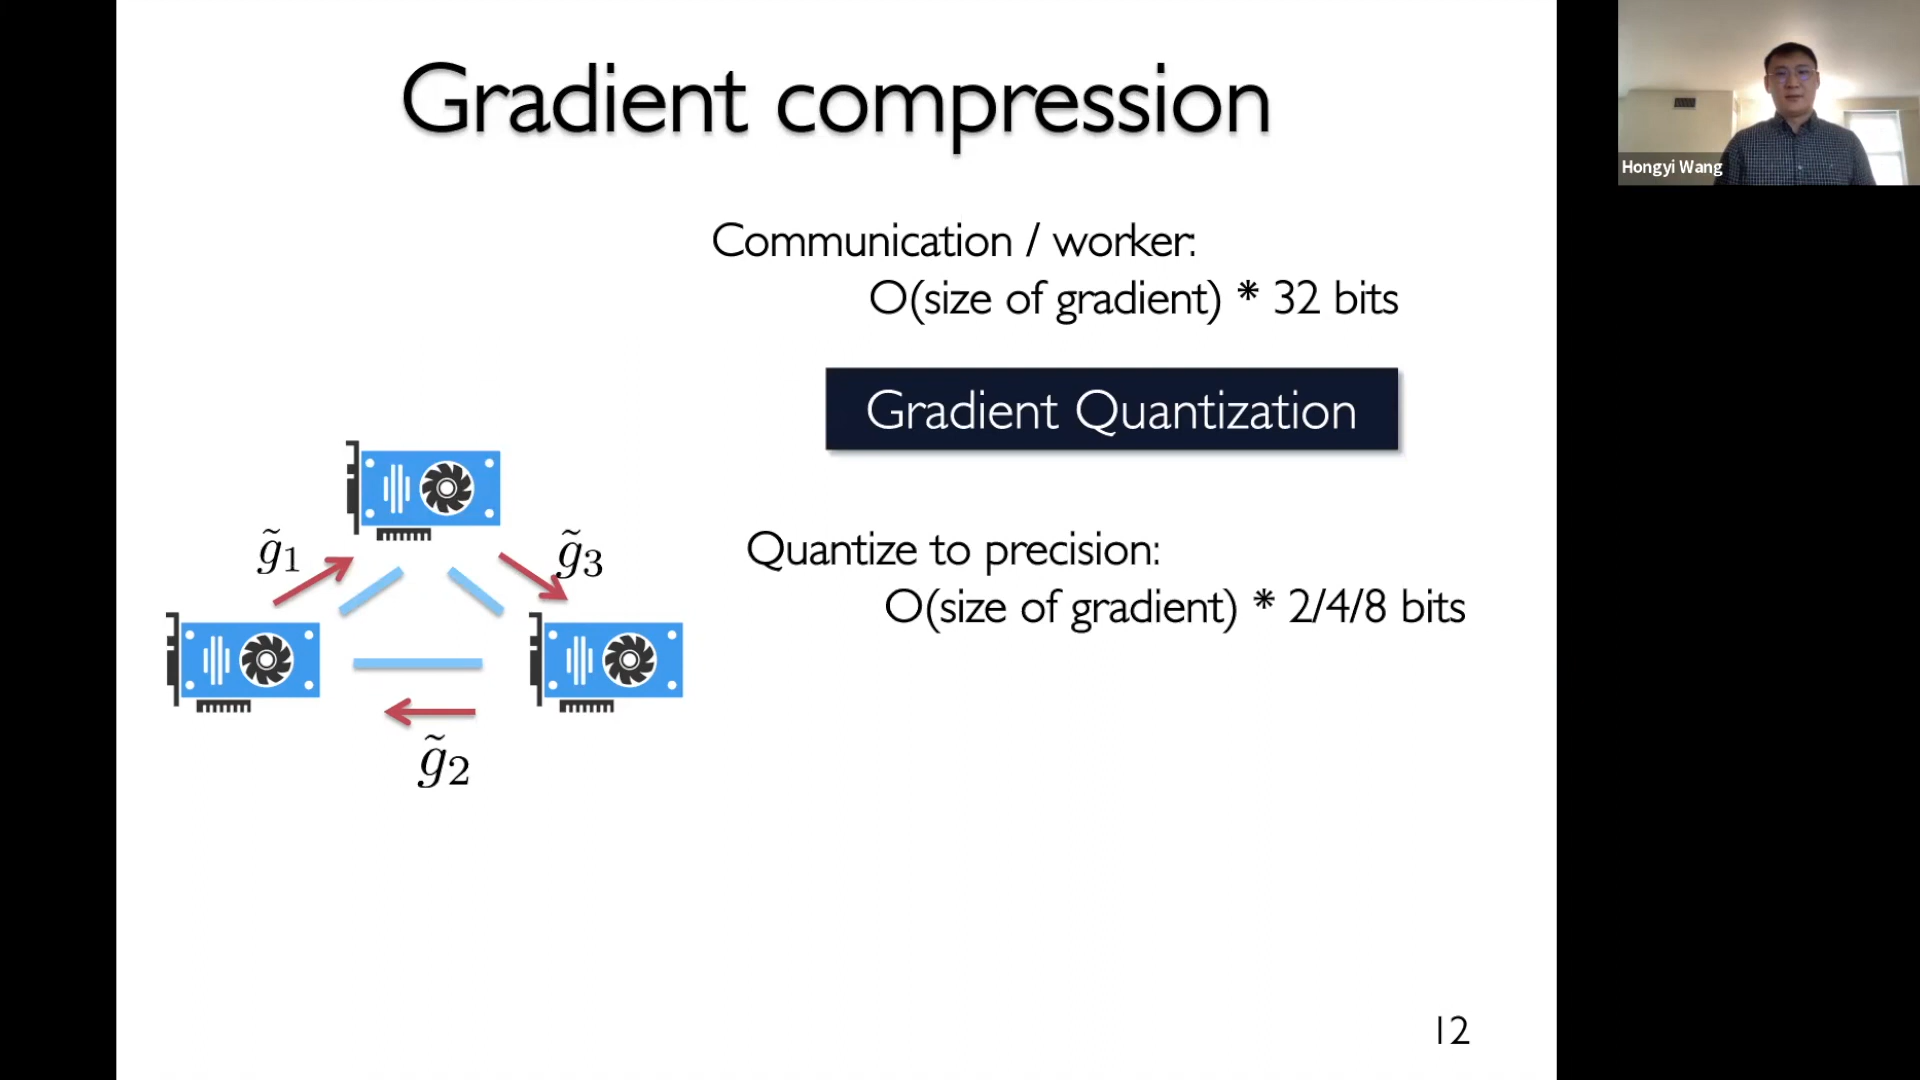 Gradient compression
Hongyi Wang
Communication / worker:
O(size of gradient) * 32 bits
Gradient Quantization
Quantize to precision:
O(size of gradient) * 2/4/8 bits
g̃1
g̃3
g̃2
12